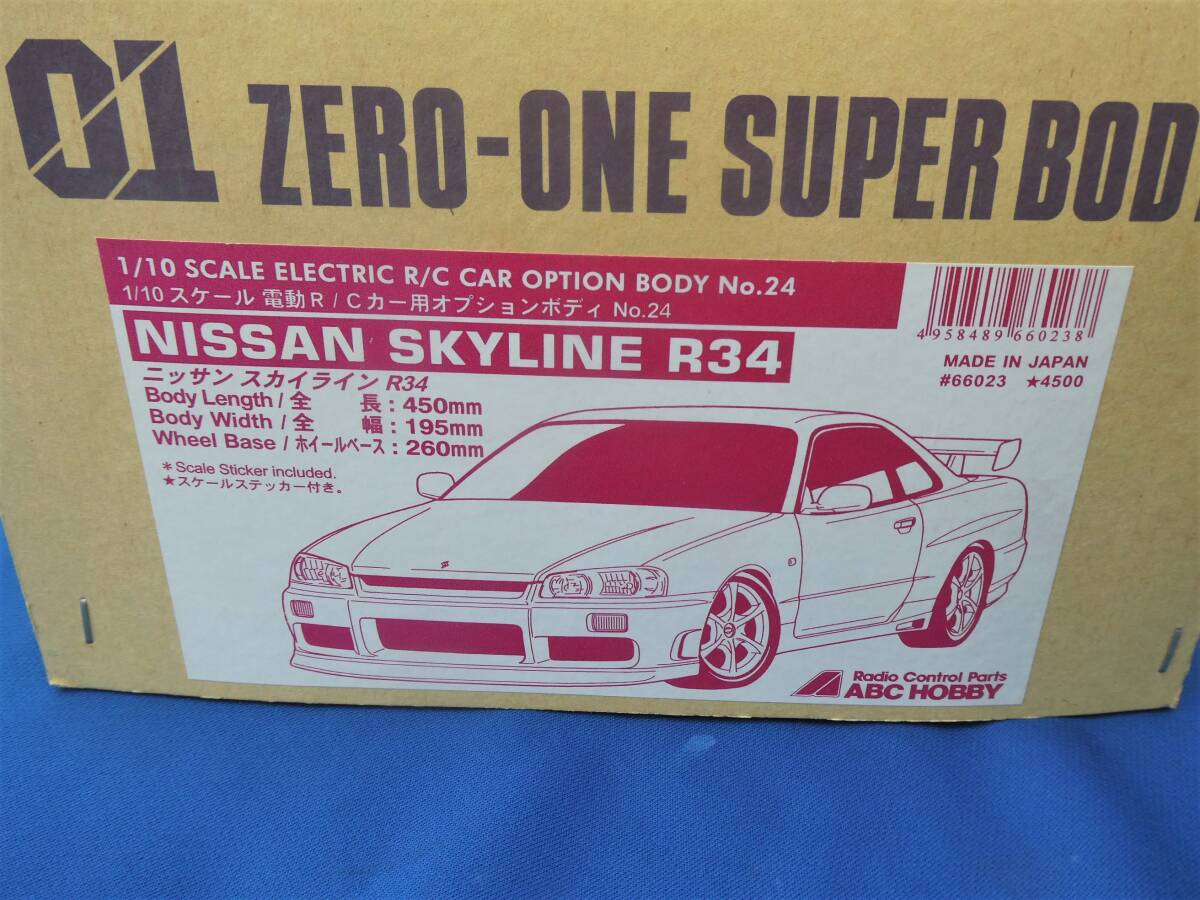 01 ZERO-ONE SUPER BODY
1/10 SCALE ELECTRIC R/C CAR OPTION BODY No.24
1/10 スケール 電動R/Cカー用オプションボディ No.24
NISSAN SKYLINE R34
ニッサン スカイライン R34
Body Length/全 長:450mm
Body Width/全 幅:195mm
Wheel Base/ホイールベース:260mm
*Scale Sticker included.
★スケールステッカー付き。
4958489 660238
MADE IN JAPAN
#66023 ★4500
Radio Control Parts
ABC HOBBY